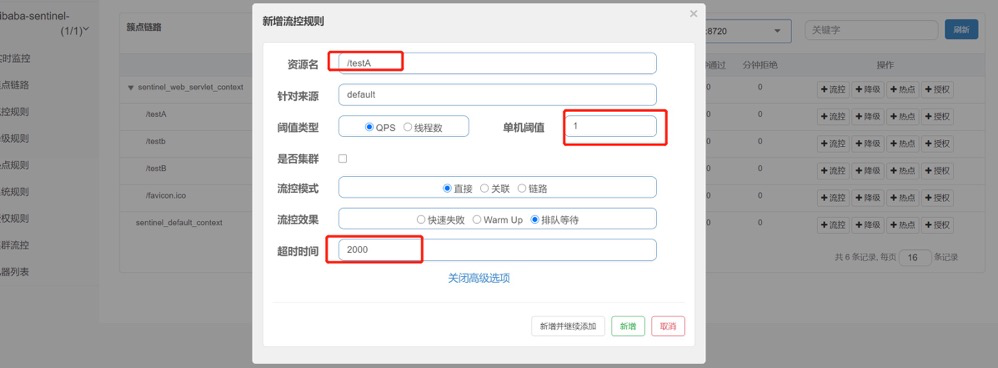 新增流控规则
×
资源名 /testA
针对来源 default
阈值类型 QPS 线程数 单机阈值 1
是否集群
流控模式 直接 关联 链路
流控效果 快速失败 Warm Up 排队等待
超时时间 2000
关闭高级选项
新增并继续添加 新增 取消
ibaba-sentinel-
(1/1)
实时监控
点链路
控规则
级规则
点规则
统规则
权规则
群流控
器列表
簇点链路
:8720 关键字 刷新
通过 分钟拒绝 操作
sentinel_web_servlet_context 0 0 流控 降级 热点 授权
/testA 0 0 流控 降级 热点 授权
/testb 0 0 流控 降级 热点 授权
/testB 0 0 流控 降级 热点 授权
/favicon.ico 0 0 流控 降级 热点 授权
sentinel_default_context 0 0 流控 降级 热点 授权
共 6 条记录, 每页 16 条记录